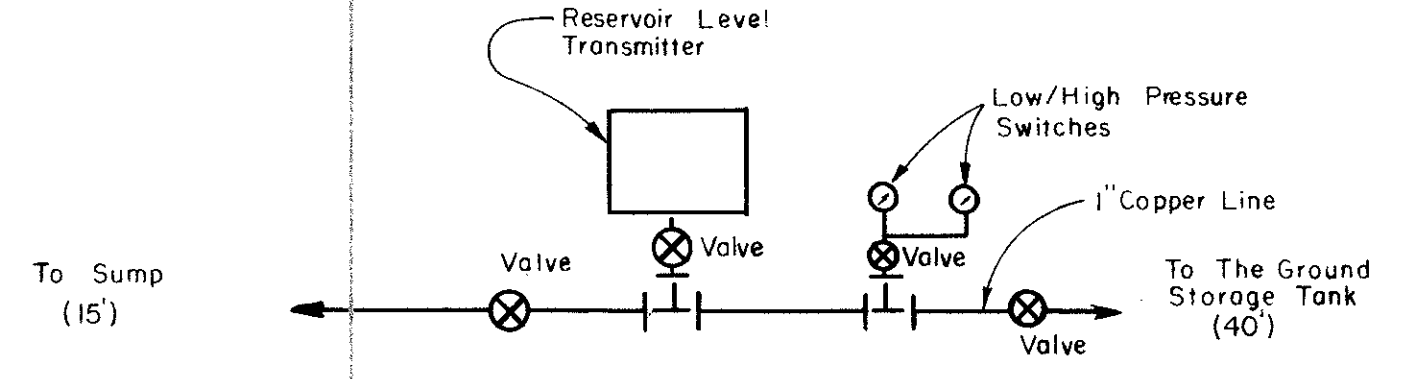 Reservoir Level
Transmitter
Low/High Pressure
Switches
1" Copper Line
Valve
Valve
Valve
To Sump
(15')
To The Ground
Storage Tank
(40')
Valve